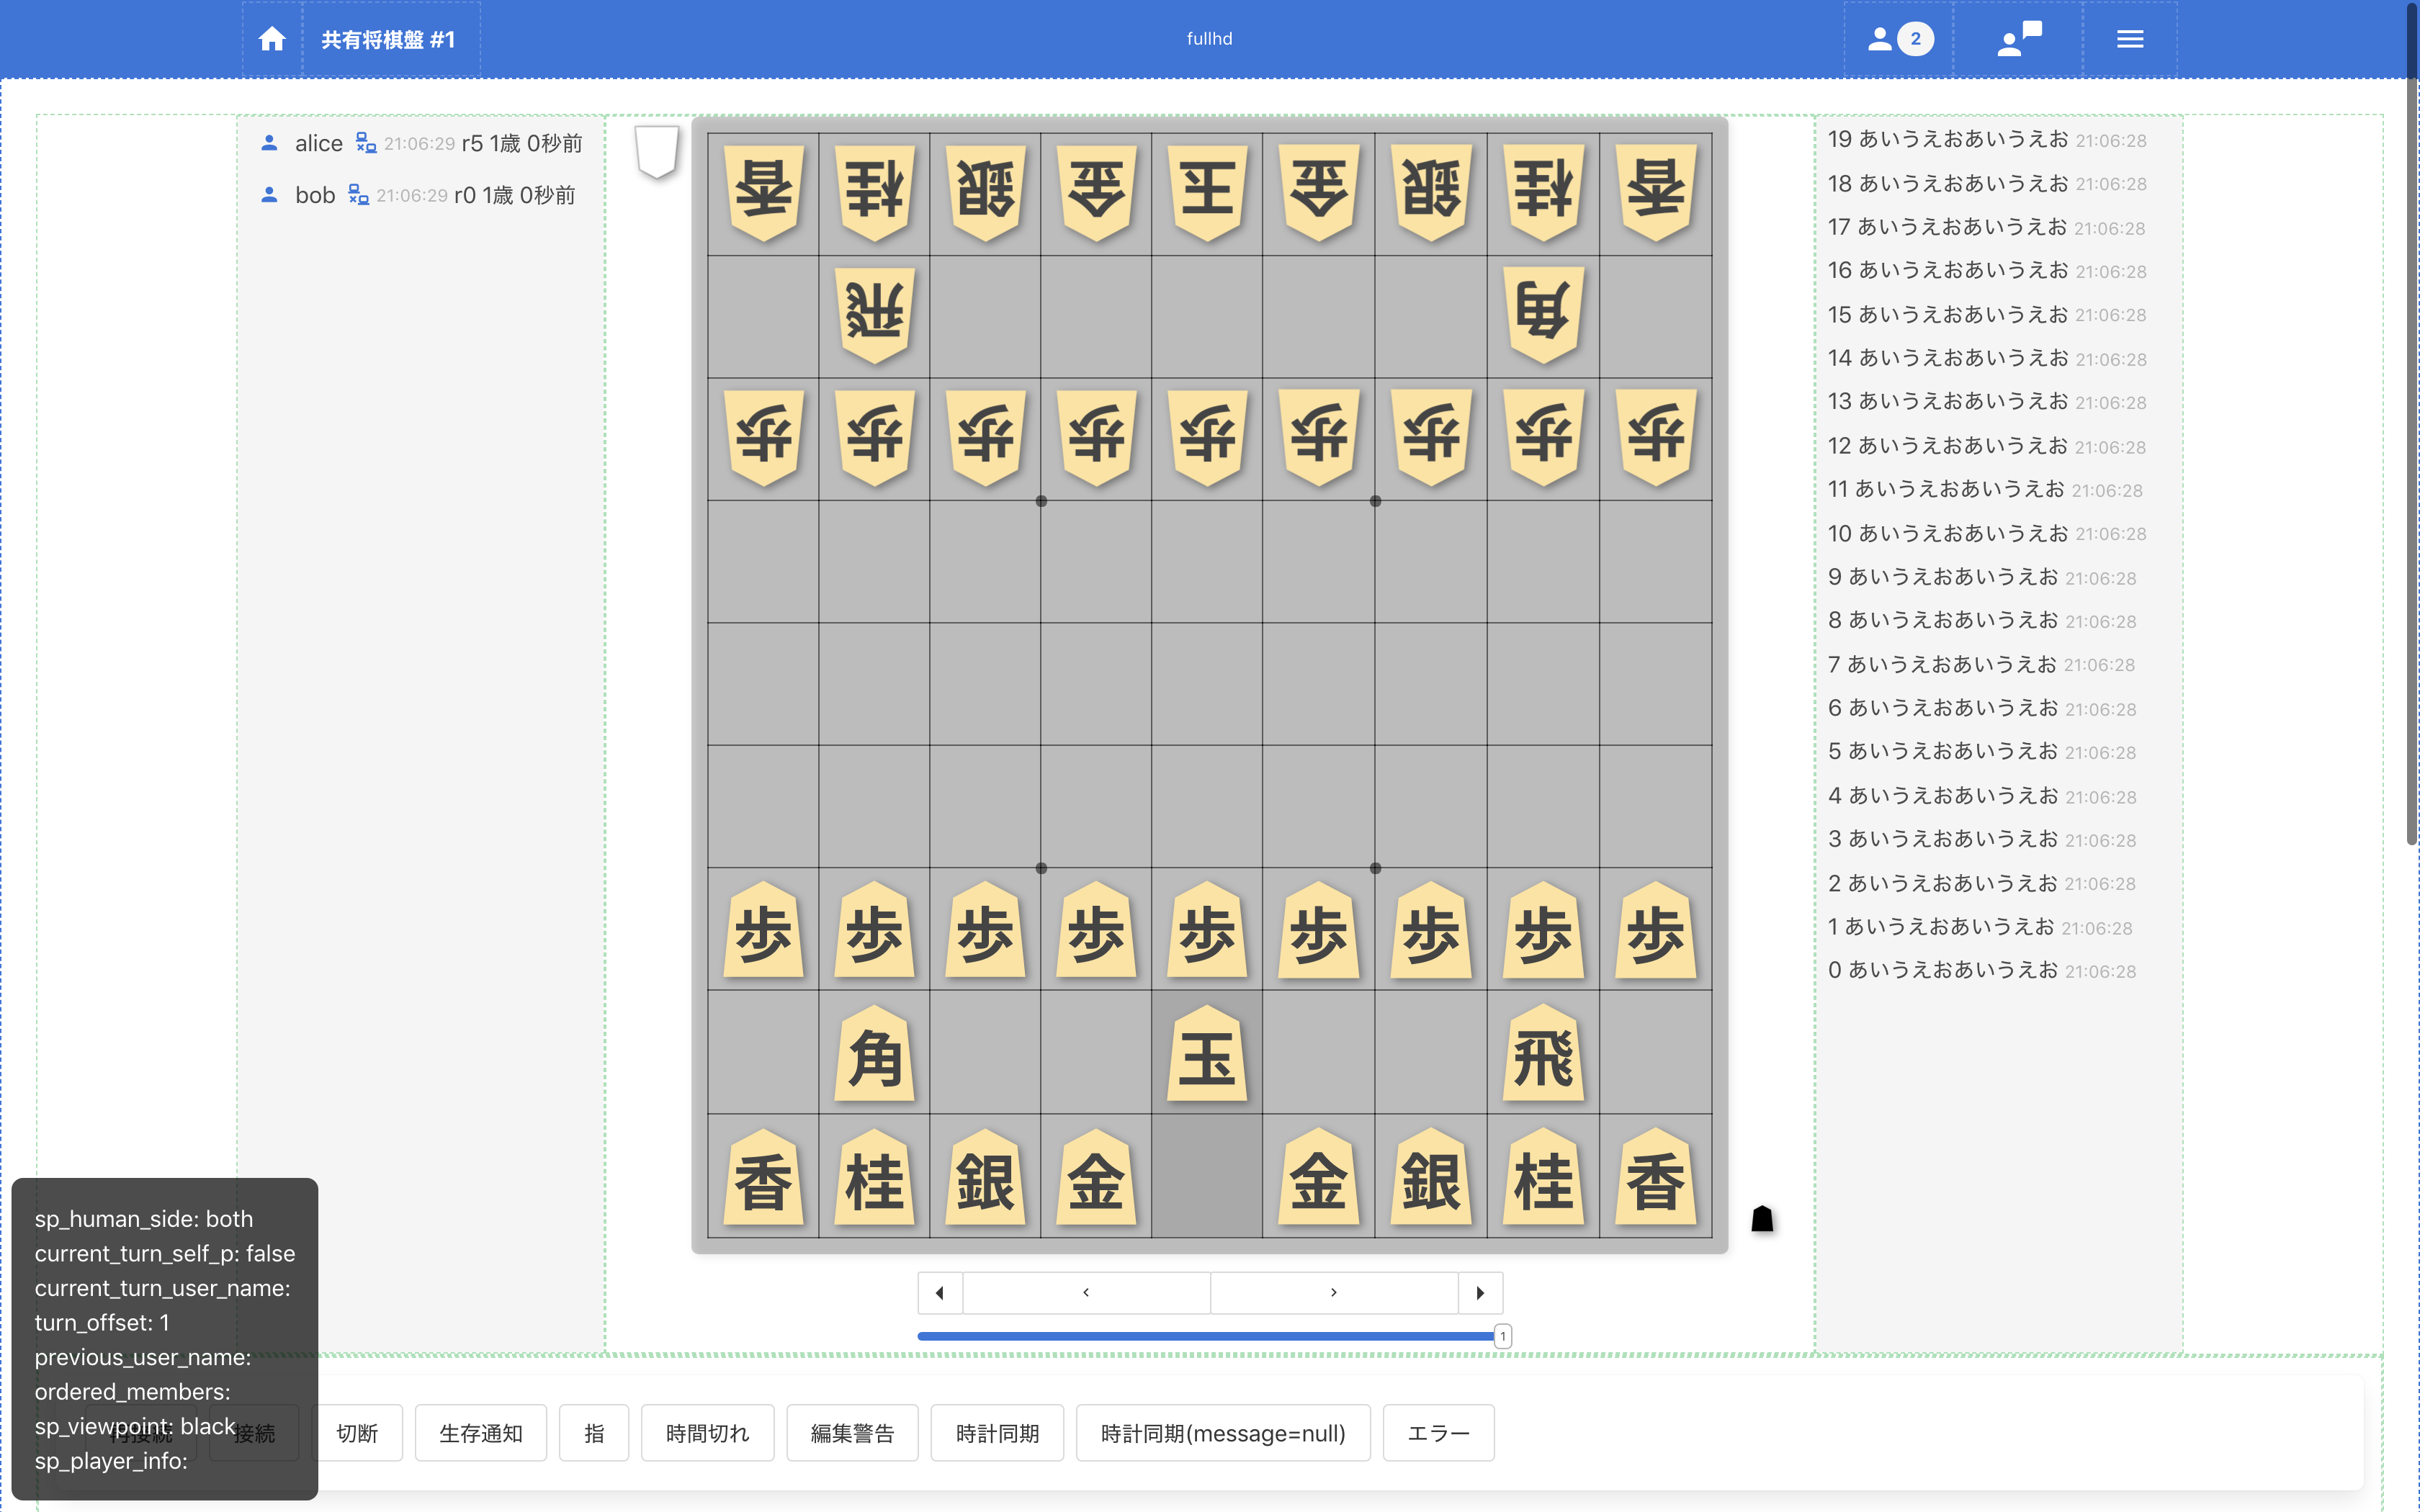 共有将棋盤 #1
fullhd
2
alice 21:06:29 r5 1歳 0秒前
bob 21:06:29 r0 1歳 0秒前
香 桂 銀 金 玉 金 銀 桂 香
飛 角
歩 歩 歩 歩 歩 歩 歩 歩 歩
歩 歩 歩 歩 歩 歩 歩 歩 歩
角 玉 飛
香 桂 銀 金 金 銀 桂 香
1
19 あいうえおあいうえお 21:06:28
18 あいうえおあいうえお 21:06:28
17 あいうえおあいうえお 21:06:28
16 あいうえおあいうえお 21:06:28
15 あいうえおあいうえお 21:06:28
14 あいうえおあいうえお 21:06:28
13 あいうえおあいうえお 21:06:28
12 あいうえおあいうえお 21:06:28
11 あいうえおあいうえお 21:06:28
10 あいうえおあいうえお 21:06:28
9 あいうえおあいうえお 21:06:28
8 あいうえおあいうえお 21:06:28
7 あいうえおあいうえお 21:06:28
6 あいうえおあいうえお 21:06:28
5 あいうえおあいうえお 21:06:28
4 あいうえおあいうえお 21:06:28
3 あいうえおあいうえお 21:06:28
2 あいうえおあいうえお 21:06:28
1 あいうえおあいうえお 21:06:28
0 あいうえおあいうえお 21:06:28
sp_human_side: both
current_turn_self_p: false
current_turn_user_name:
turn_offset: 1
previous_user_name:
ordered_members:
sp_viewpoint: black
sp_player_info:
再接続 接続 切断 生存通知 指 時間切れ 編集警告 時計同期 時計同期(message=null) エラー